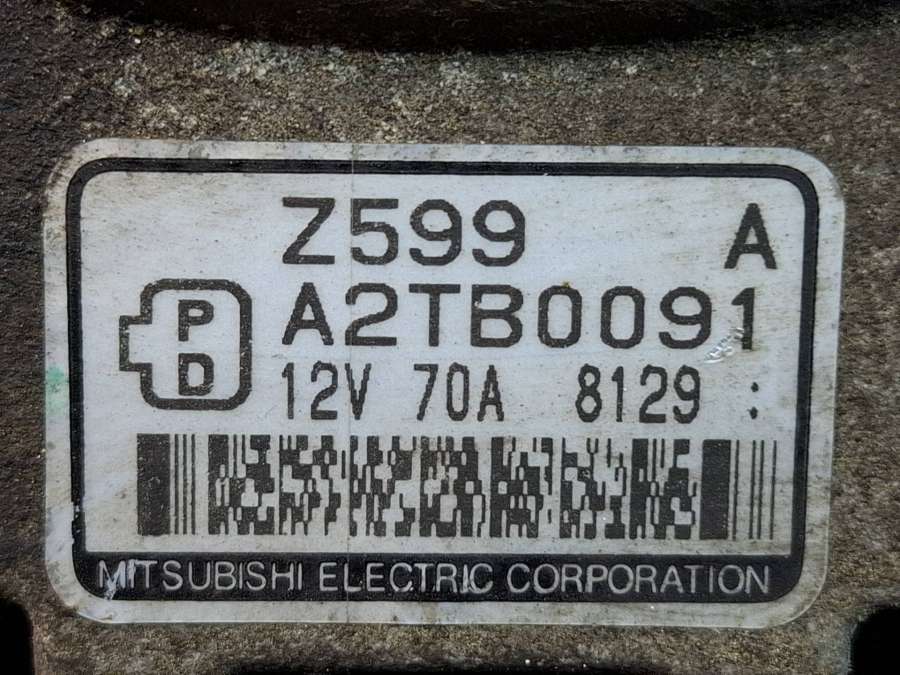 Z599 A
P
D
A2TB0091
12V 70A 8129 :
MITSUBISHI ELECTRIC CORPORATION